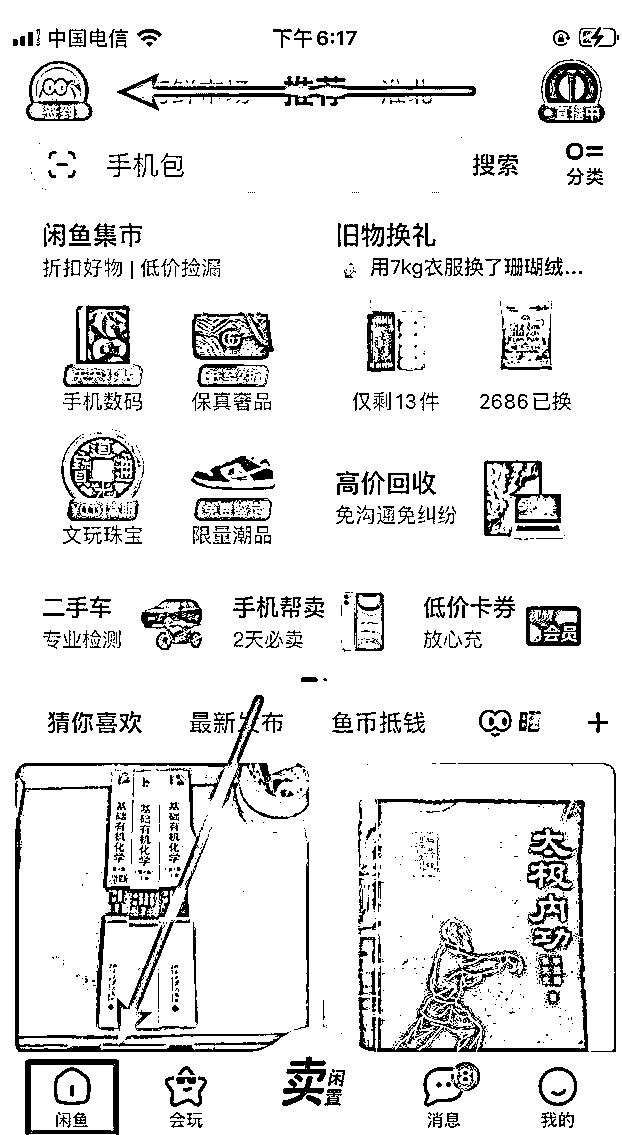 中国电信
下午6:17
签到
推荐
淮北
直播中
手机包
搜索
分类
闲鱼集市
折扣好物 | 低价捡漏
旧物换礼
用7kg衣服换了珊瑚绒...
手机数码
保真奢品
仅剩13件
2686已换
文玩珠宝
限量潮品
高价回收
免沟通免纠纷
二手车
专业检测
手机帮卖
2天必卖
低价卡券
放心充
会员
猜你喜欢
最新发布
鱼币抵钱
+
基础有机化学
基础有机化学
基础有机化学
太极内功
卖闲置
闲鱼
会玩
消息
我的